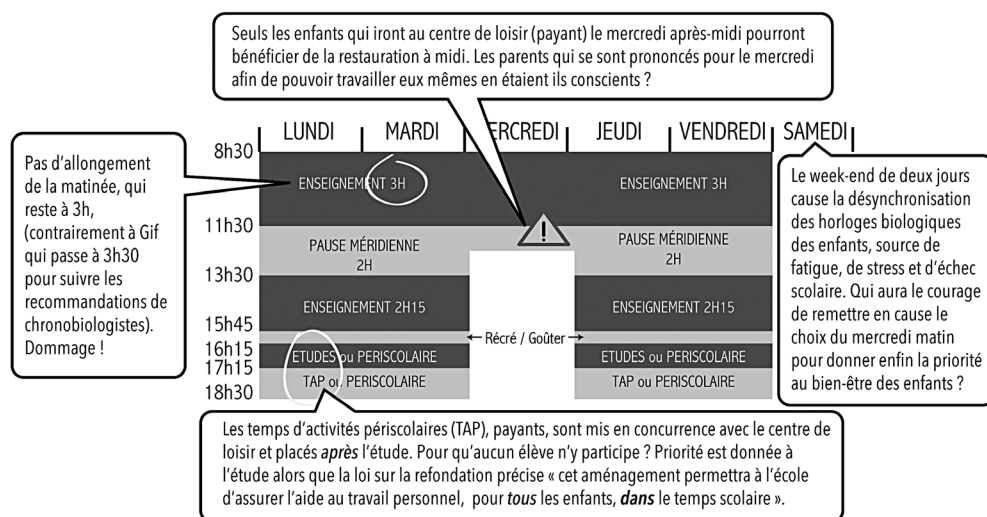 Seuls les enfants qui iront au centre de loisir (payant) le mercredi après-midi pourront
bénéficier de la restauration à midi. Les parents qui se sont prononcés pour le mercredi
afin de pouvoir travailler eux mêmes en étaient ils conscients ?
LUNDI MARDI MERCREDI JEUDI VENDREDI SAMEDI
8h30
Pas d'allongement
de la matinée, qui
reste à 3h,
(contrairement à Gif
qui passe à 3h30
pour suivre les
recommandations de
chronobiologistes).
Dommage !
ENSEIGNEMENT 3H
ENSEIGNEMENT 3H
11h30
!
PAUSE MÉRIDIENNE
2H
PAUSE MÉRIDIENNE
2H
13h30
ENSEIGNEMENT 2H15
ENSEIGNEMENT 2H15
15h45
Récré / Goûter
16h15
ETUDES ou PERISCOLAIRE
ETUDES ou PERISCOLAIRE
17h15
TAP ou PERISCOLAIRE
TAP ou PERISCOLAIRE
18h30
Le week-end de deux jours
cause la désynchronisation
des horloges biologiques
des enfants, source de
fatigue, de stress et d'échec
scolaire. Qui aura le courage
de remettre en cause le
choix du mercredi matin
pour donner enfin la priorité
au bien-être des enfants ?
Les temps d'activités périscolaires (TAP), payants, sont mis en concurrence avec le centre de
loisir et placés après l'étude. Pour qu'aucun élève n'y participe ? Priorité est donnée à
l'étude alors que la loi sur la refondation précise « cet aménagement permettra à l'école
d'assurer l'aide au travail personnel, pour tous les enfants, dans le temps scolaire ».